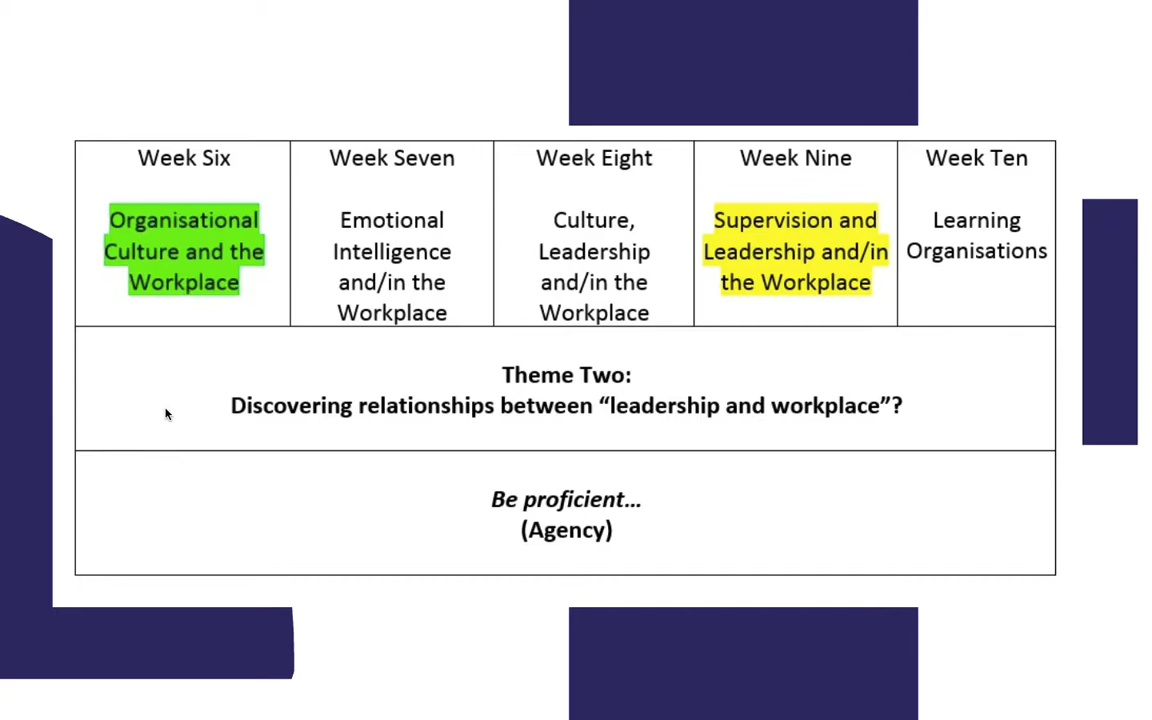 Week Six
Organisational
Culture and the
Workplace
Week Seven
Emotional
Intelligence
and/in the
Workplace
Week Eight
Culture,
Leadership
and/in the
Workplace
Week Nine
Supervision and
Leadership and/in
the Workplace
Week Ten
Learning
Organisations
Theme Two:
Discovering relationships between “leadership and workplace”?
Be proficient…
(Agency)